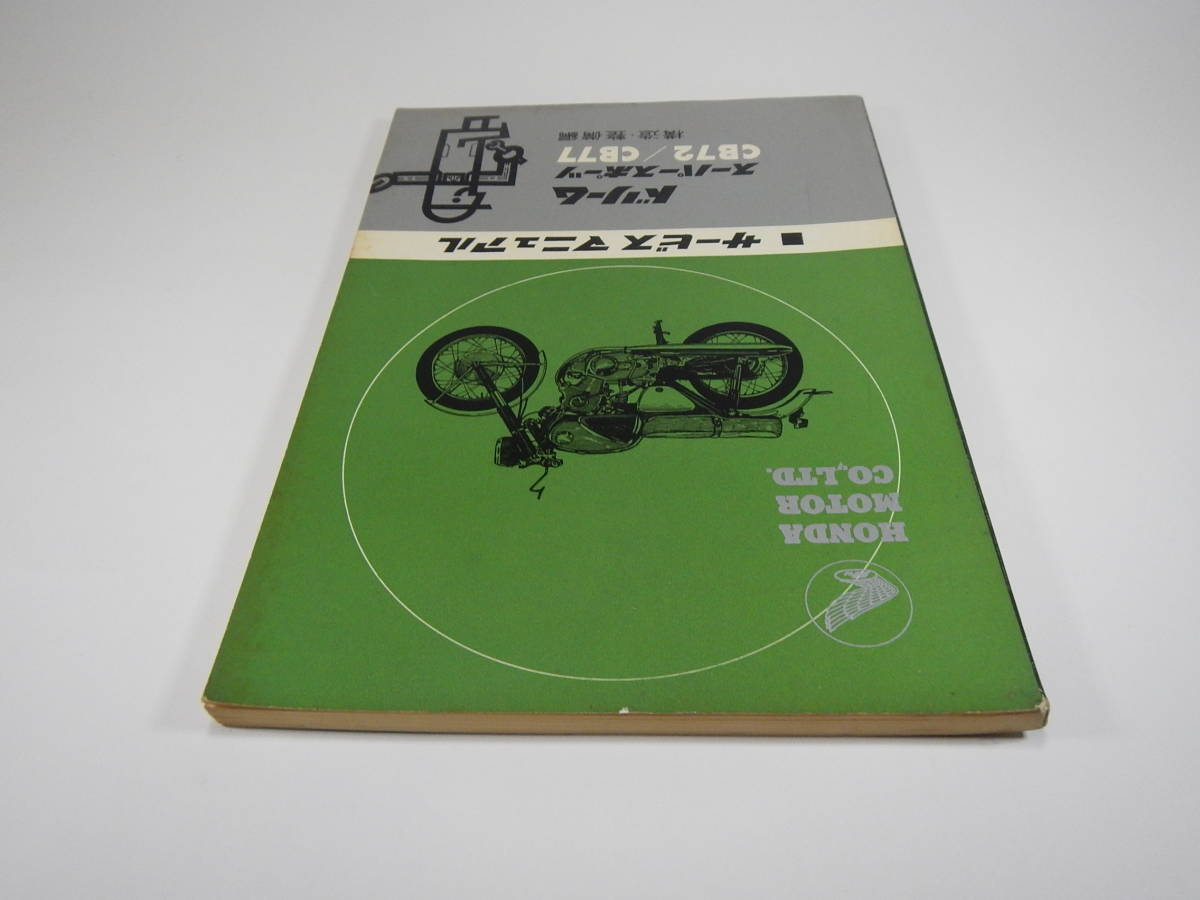 HONDA
MOTOR
CO.,LTD.
■ サービス マニュアル
ドリーム
スーパースポーツ
CB72／CB77
構造・整備編